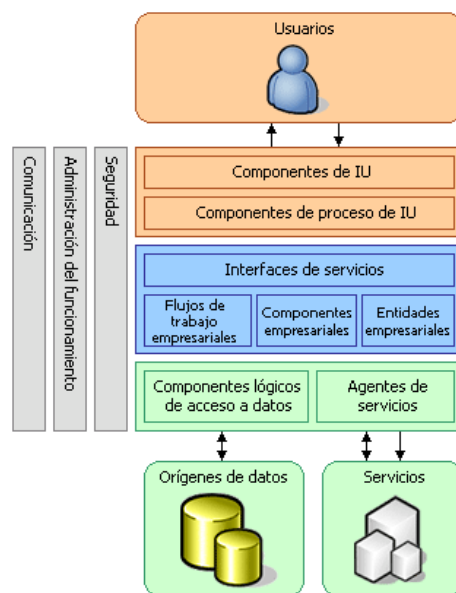 Usuarios
Comunicación
Administración del funcionamiento
Seguridad
Componentes de IU
Componentes de proceso de IU
Interfaces de servicios
Flujos de
trabajo
empresariales
Componentes
empresariales
Entidades
empresariales
Componentes lógicos
de acceso a datos
Agentes de
servicios
Orígenes de datos
Servicios